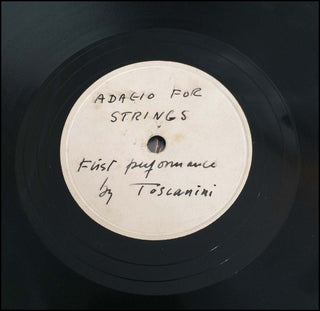 ADAGIO FOR
STRINGS
First performance
by Toscanini